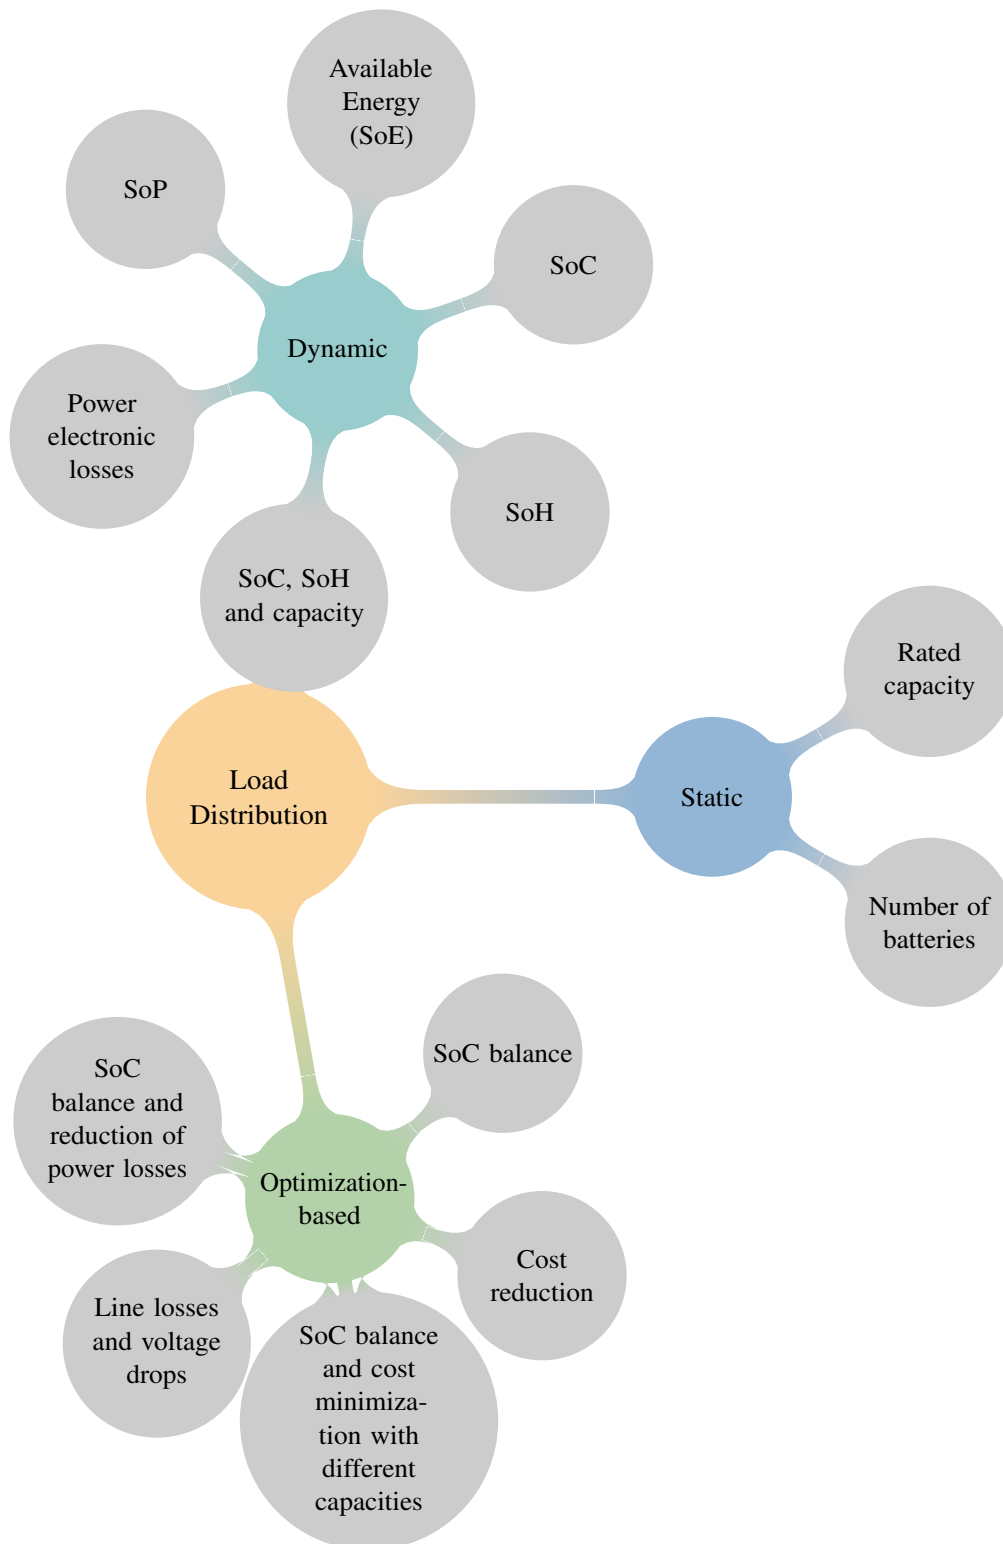 Available
Energy
(SoE)
SoP
SoC
Dynamic
Power
electronic
losses
SoH
SoC, SoH
and capacity
Rated
capacity
Load
Distribution
Static
Number of
batteries
SoC balance
SoC
balance and
reduction of
power losses
Optimization-
based
Cost
reduction
Line losses
and voltage
drops
SoC balance
and cost
minimiza-
tion with
different
capacities